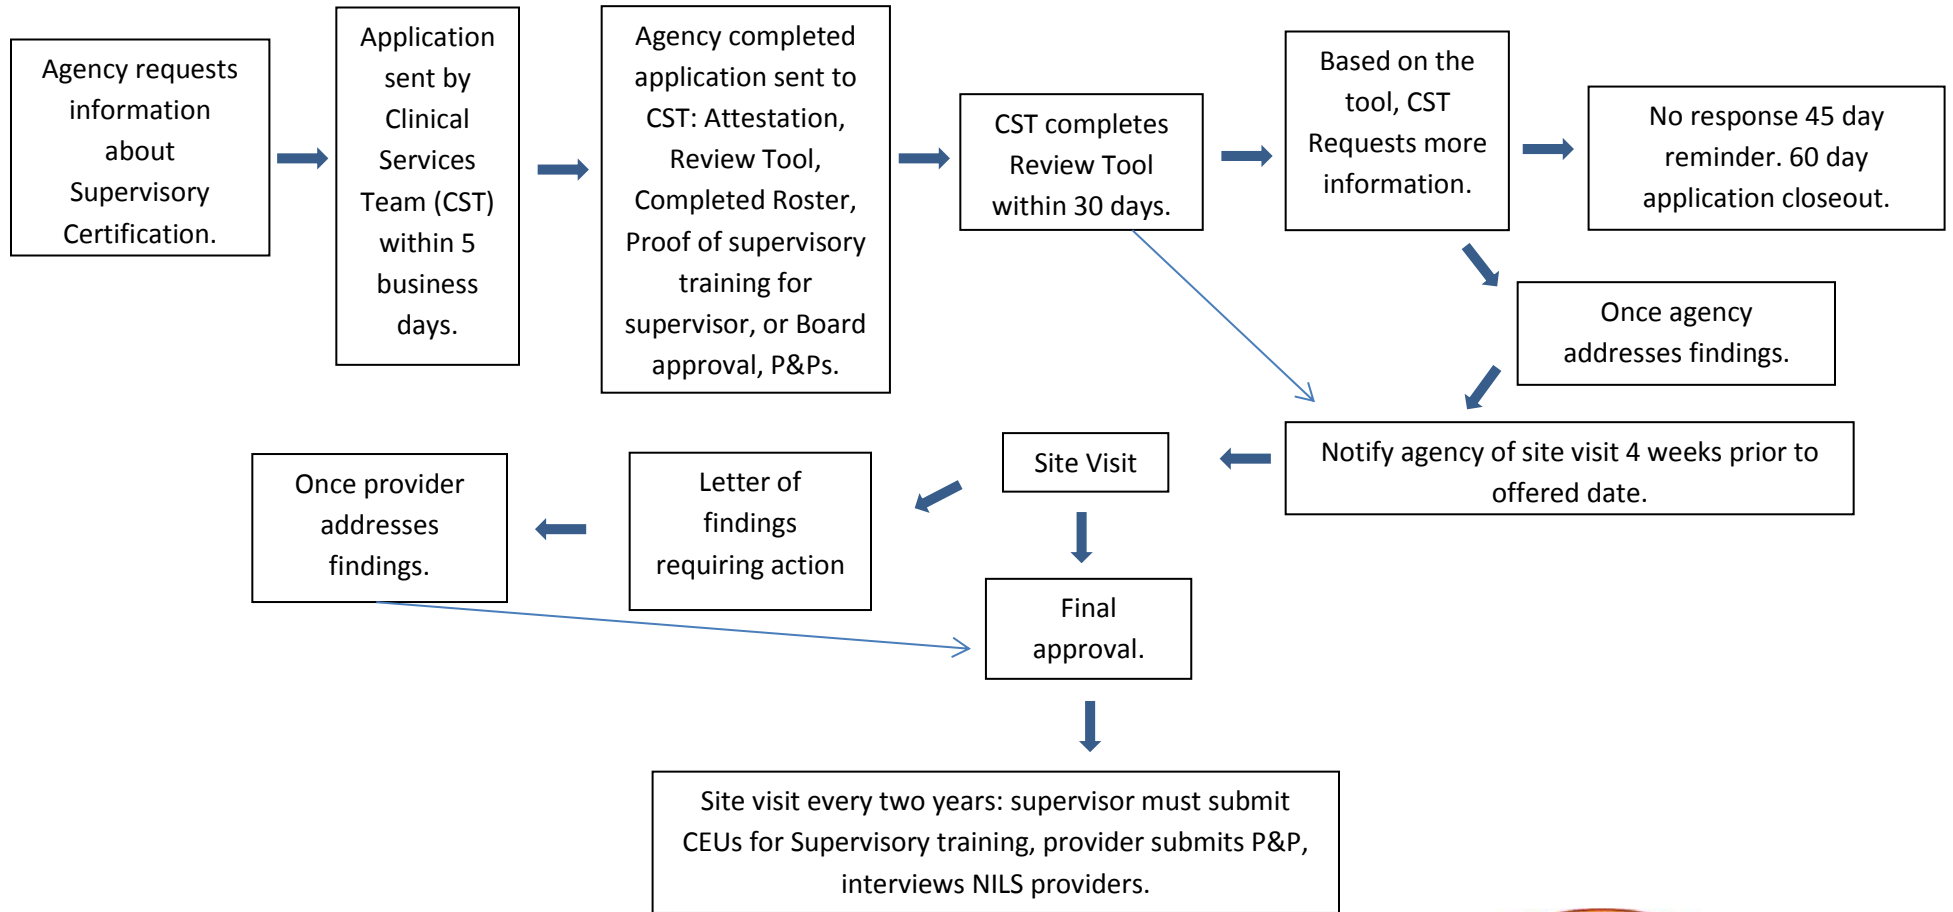 Agency requests
information
about
Supervisory
Certification.
Application
sent by
Clinical
Services
Team (CST)
within 5
business
days.
Agency completed
application sent to
CST: Attestation,
Review Tool,
Completed Roster,
Proof of supervisory
training for
supervisor, or Board
approval, P&Ps.
CST completes
Review Tool
within 30 days.
Based on the
tool, CST
Requests more
information.
No response 45 day
reminder. 60 day
application closeout.
Once agency
addresses findings.
Notify agency of site visit 4 weeks prior to
offered date.
Site Visit
Letter of
findings
requiring action
Once provider
addresses
findings.
Final
approval.
Site visit every two years: supervisor must submit
CEUs for Supervisory training, provider submits P&P,
interviews NILS providers.